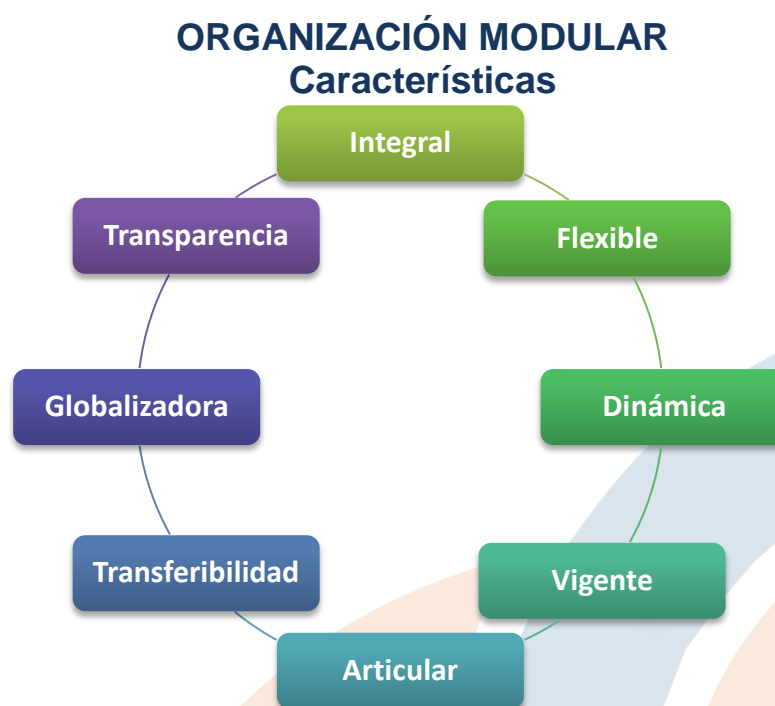 ORGANIZACIÓN MODULAR
Características
Integral
Flexible
Dinámica
Vigente
Articular
Transferibilidad
Globalizadora
Transparencia